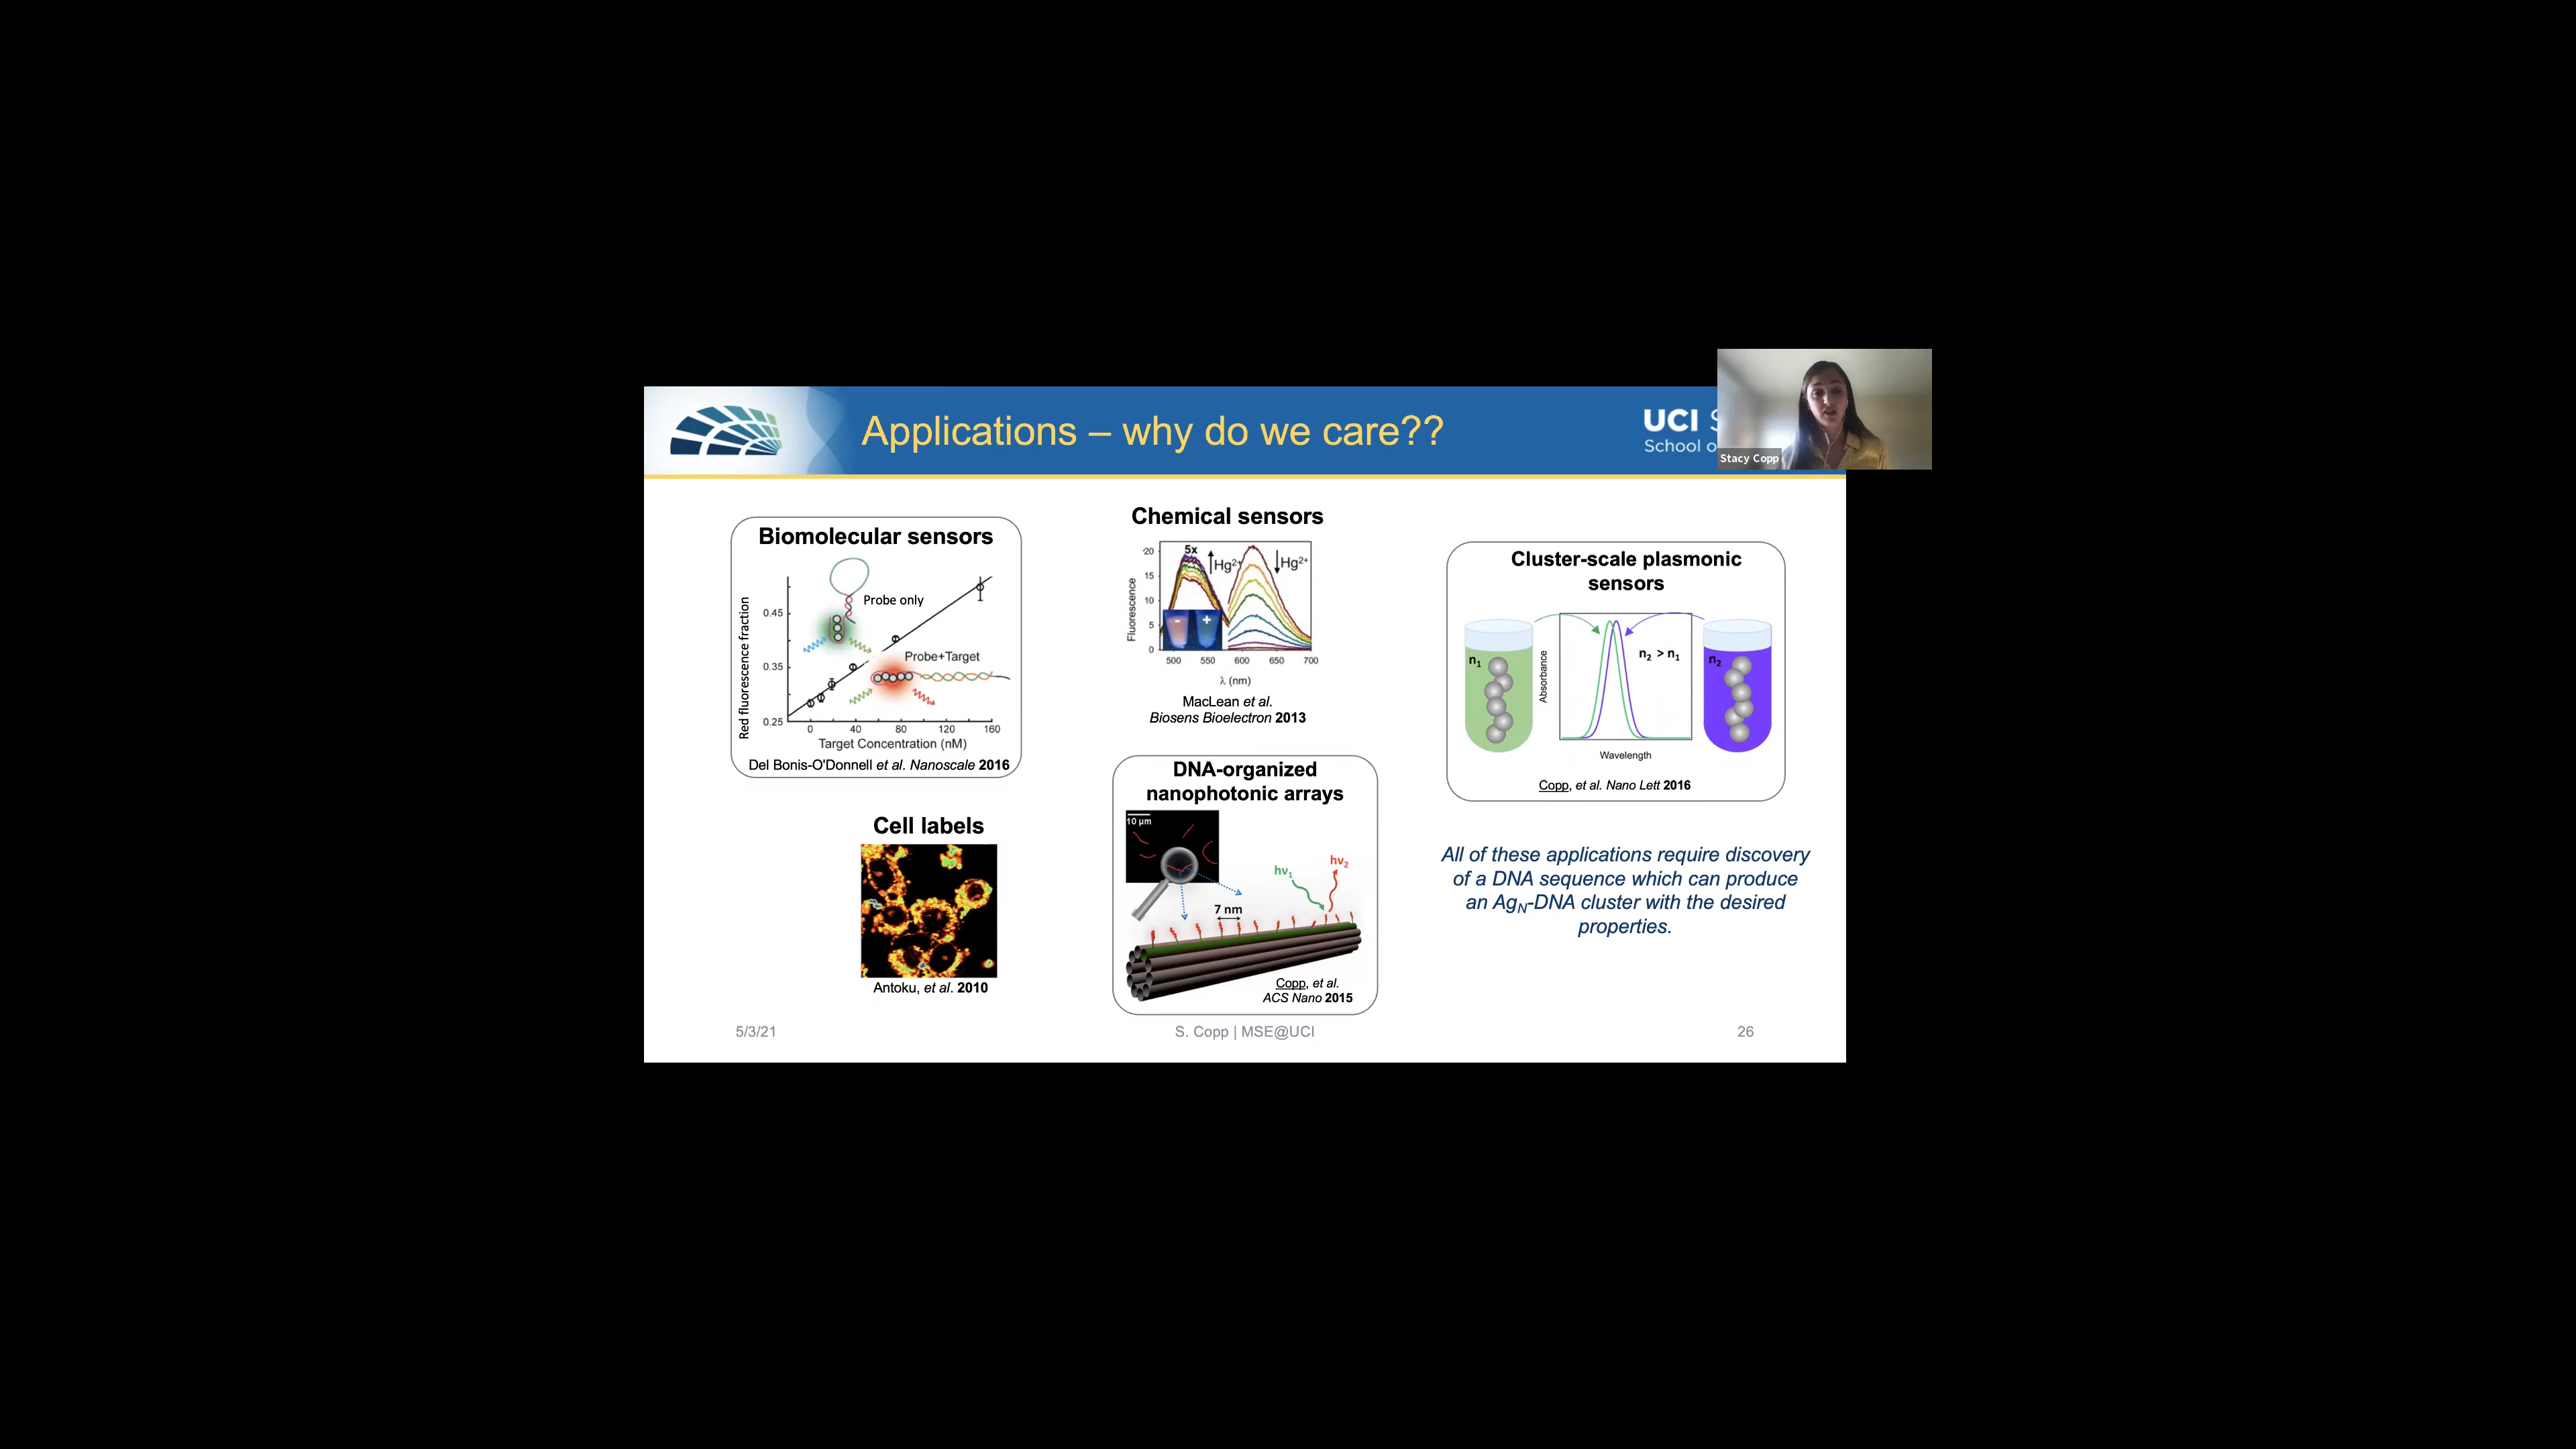 Applications – why do we care??
UCI S
School o
Stacy Copp
Biomolecular sensors
Red fluorescence fraction
0.45
0.35
0.25
Probe only
Probe+Target
0 40 80 120 160
Target Concentration (nM)
Del Bonis-O'Donnell et al. Nanoscale 2016
Cell labels
Antoku, et al. 2010
Chemical sensors
Fluorescence
20
15
10
5
0
5x
Hg2+
Hg2+
- +
500 550 600 650 700
λ (nm)
MacLean et al.
Biosens Bioelectron 2013
DNA-organized
nanophotonic arrays
10 μm
hν1
hν2
7 nm
Copp, et al.
ACS Nano 2015
Cluster-scale plasmonic
sensors
n1
Absorbance
n2 > n1
n2
Wavelength
Copp, et al. Nano Lett 2016
All of these applications require discovery
of a DNA sequence which can produce
an AgN-DNA cluster with the desired
properties.
5/3/21
S. Copp | MSE@UCI
26